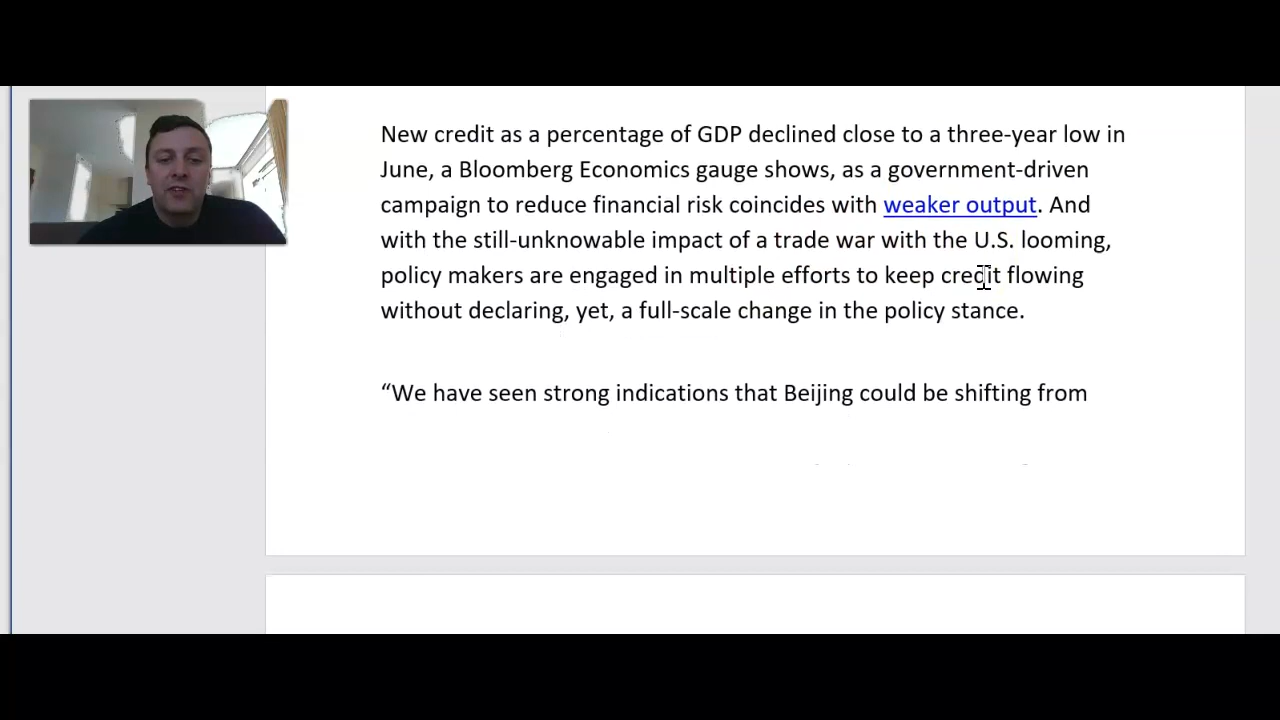 New credit as a percentage of GDP declined close to a three-year low in
June, a Bloomberg Economics gauge shows, as a government-driven
campaign to reduce financial risk coincides with weaker output. And
with the still-unknowable impact of a trade war with the U.S. looming,
policy makers are engaged in multiple efforts to keep credit flowing
without declaring, yet, a full-scale change in the policy stance.
“We have seen strong indications that Beijing could be shifting from